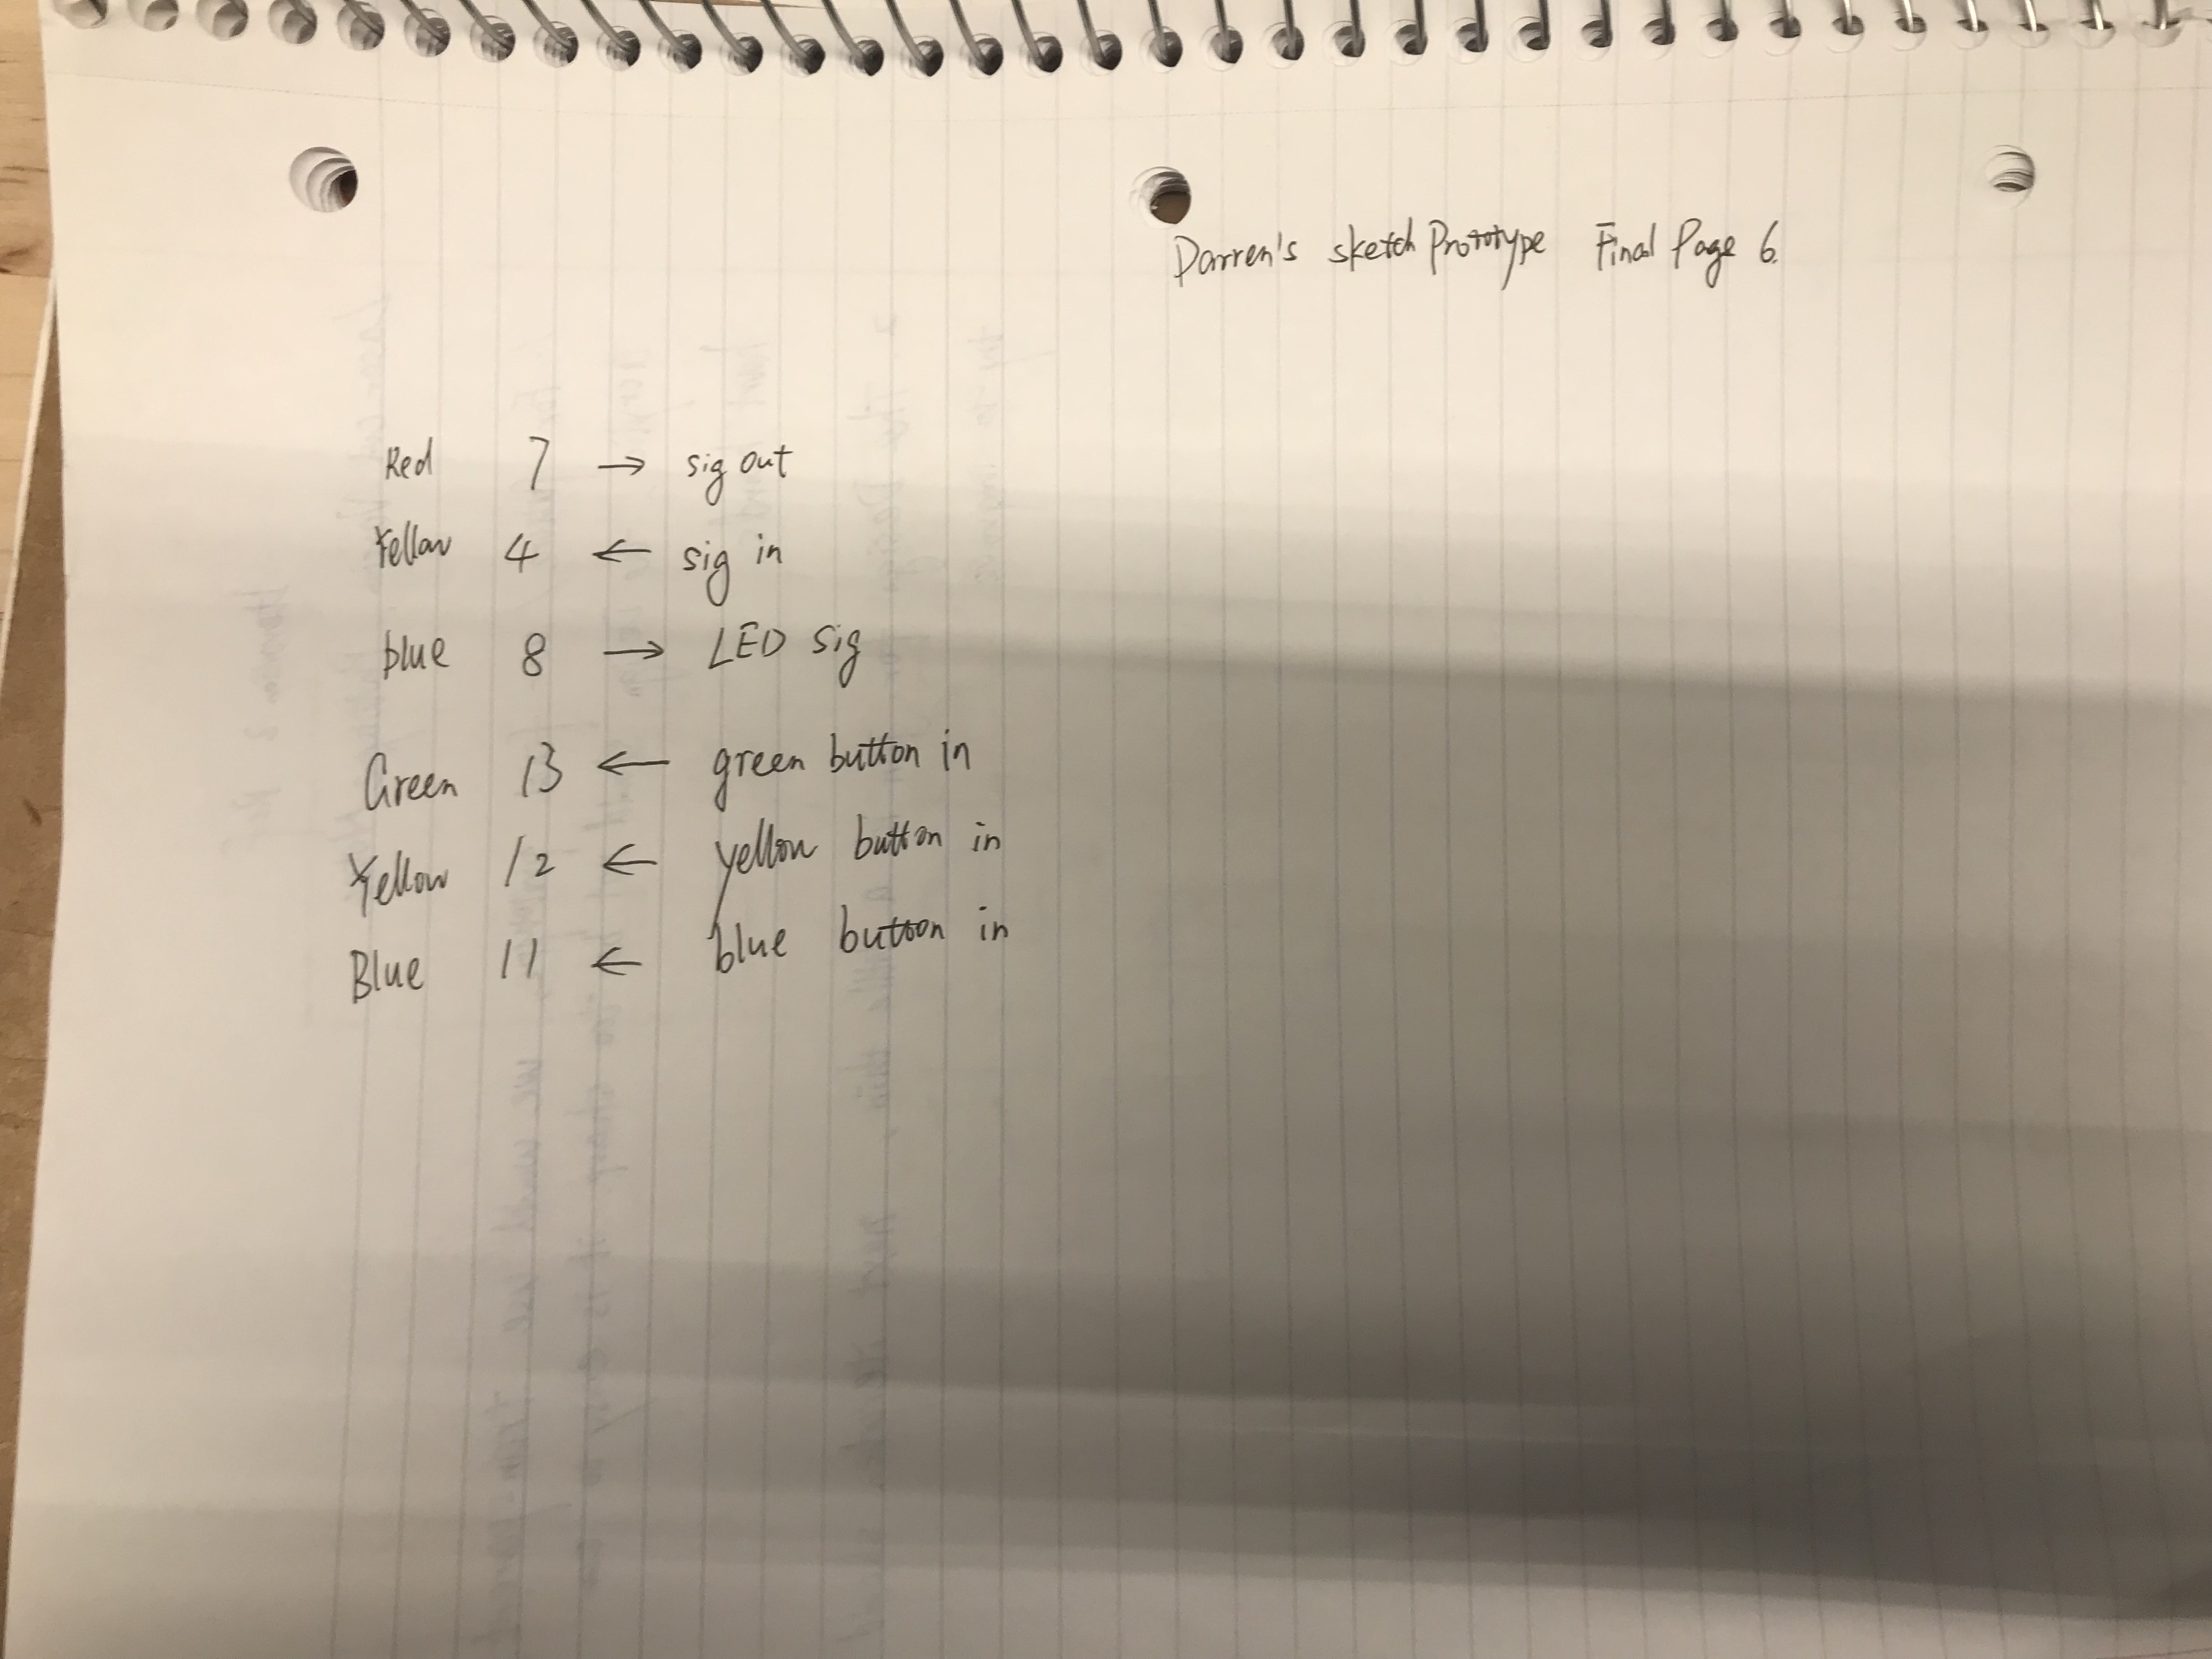 Darren's sketch Prototype Final Page 6.
Red 7 → sig out
Yellow 4 ← sig in
blue 8 → LED sig
Green 13 ← green button in
Yellow 12 ← yellow button in
Blue 11 ← blue button in